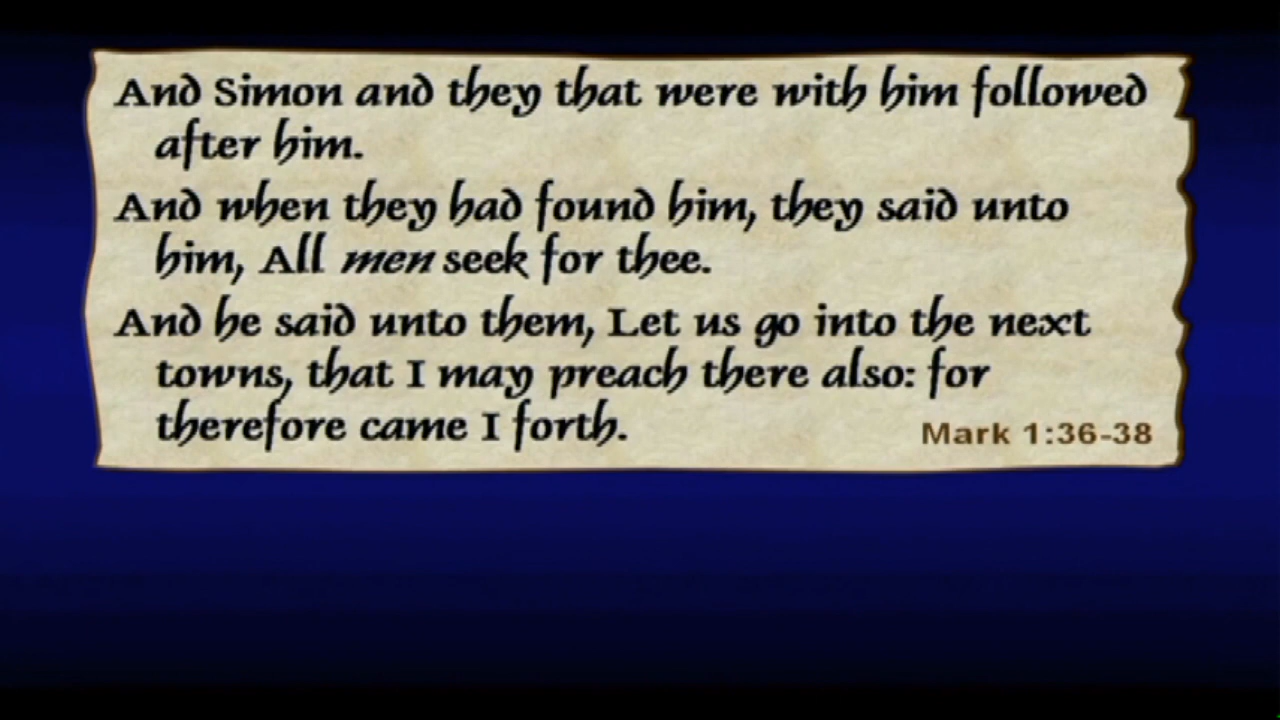 And Simon and they that were with him followed
after him.
And when they had found him, they said unto
him, All men seek for thee.
And he said unto them, Let us go into the next
towns, that I may preach there also: for
therefore came I forth.
Mark 1:36-38